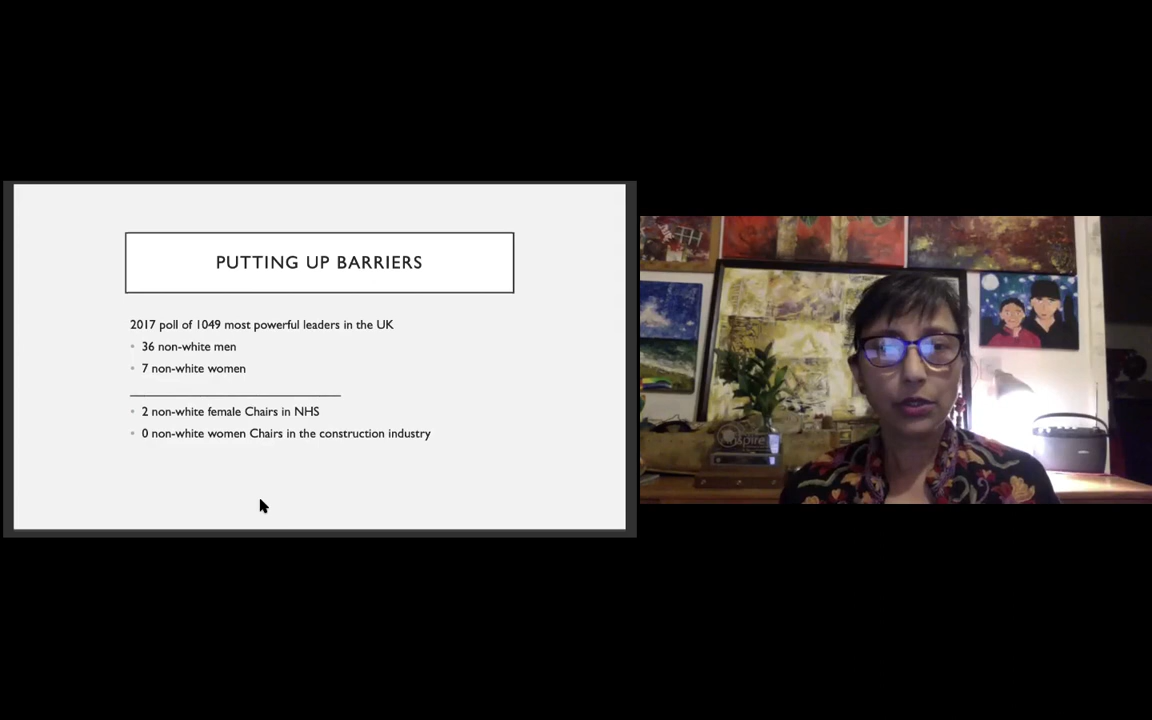 PUTTING UP BARRIERS
2017 poll of 1049 most powerful leaders in the UK
36 non-white men
7 non-white women
2 non-white female Chairs in NHS
0 non-white women Chairs in the construction industry
inspire